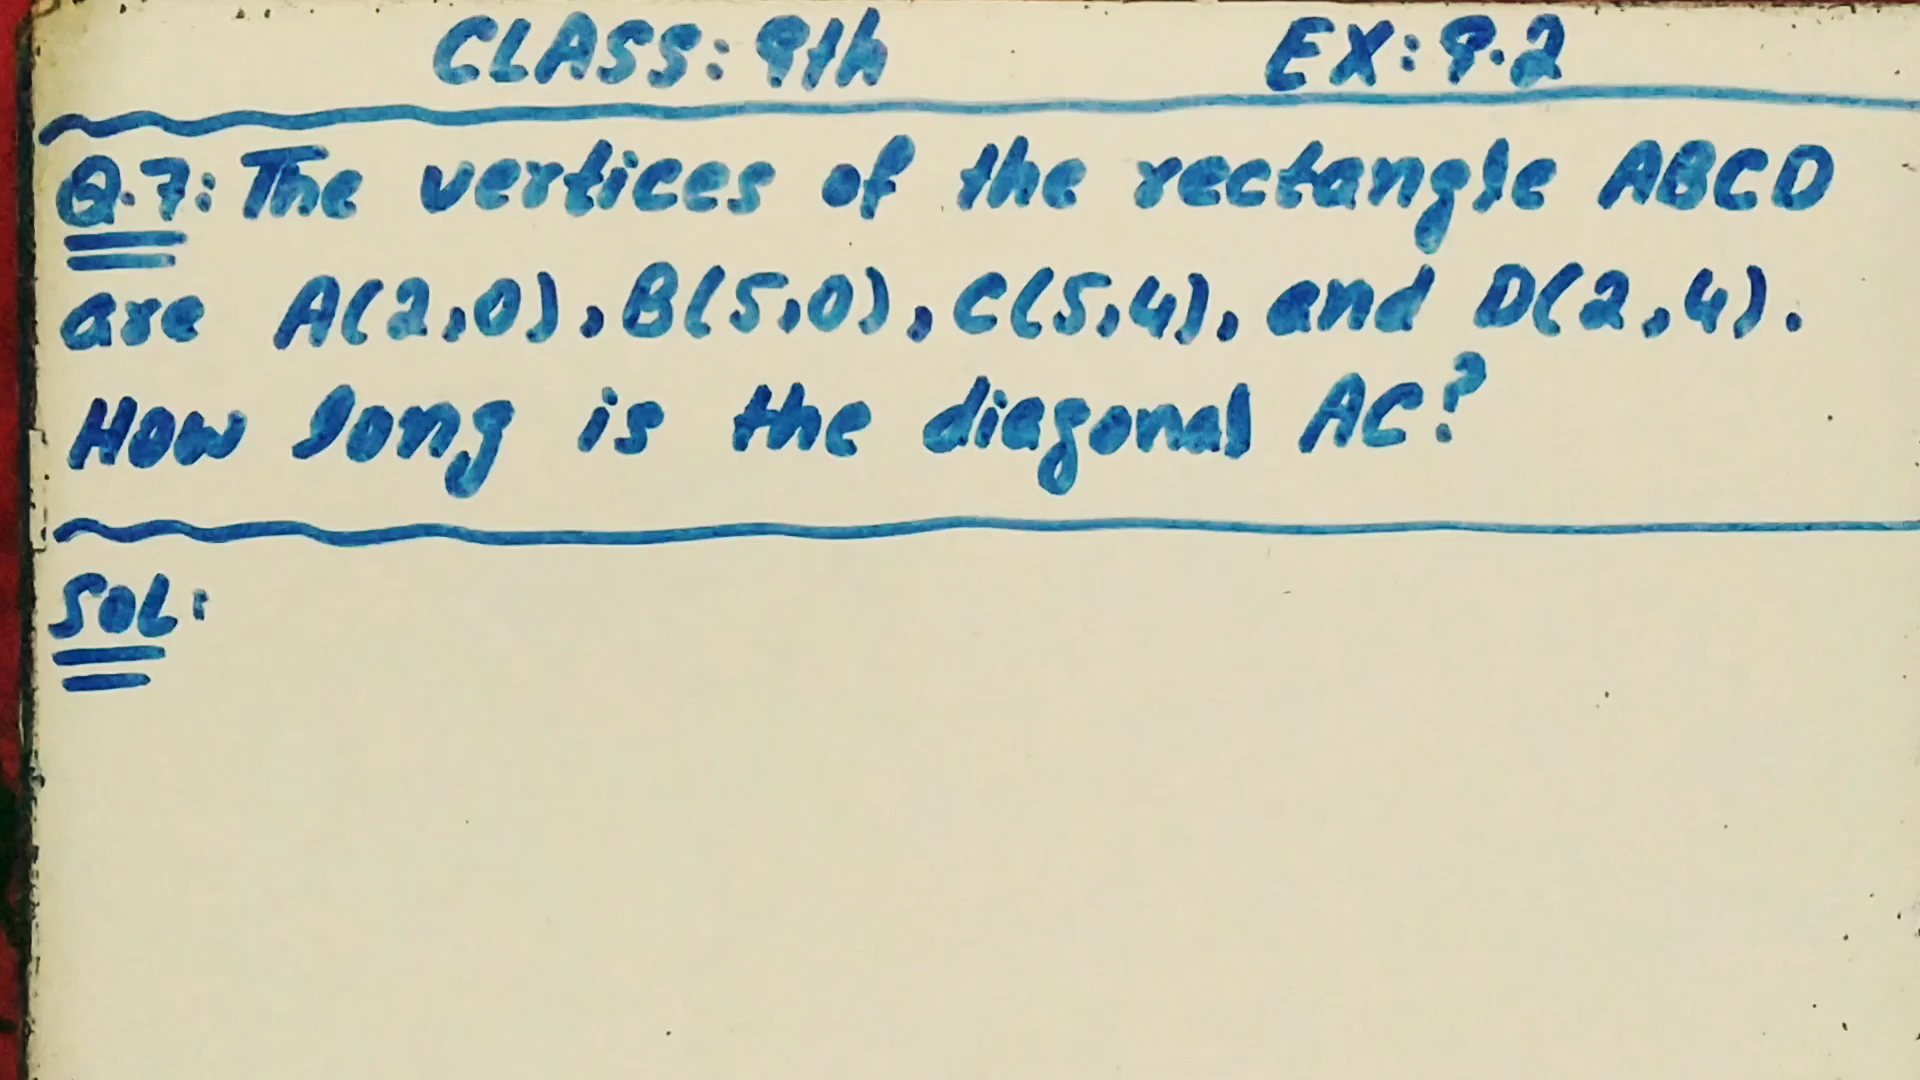 CLASS: 9th EX: 9.2
Q.7: The vertices of the rectangle ABCD
are A(2,0), B(5,0), C(5,4), and D(2,4).
How long is the diagonal AC?
SOL: